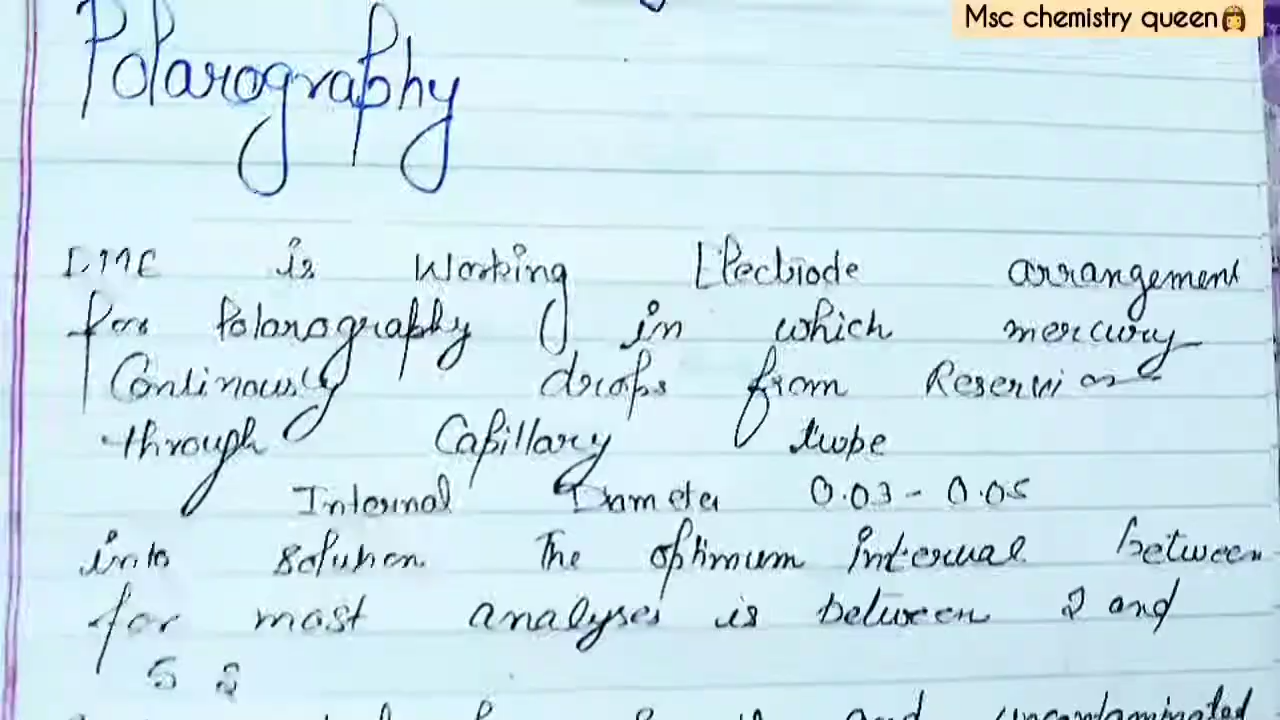 Msc chemistry queen👸
Polarography
DME is Working Electrode arrangement
for Polarography in which mercury
Continously drops from Reservior
through Capillary tube
Internal Diameter 0.03 - 0.05
into solution The optimum interval between
for most analyses is between 2 and
5
and uncontaminated